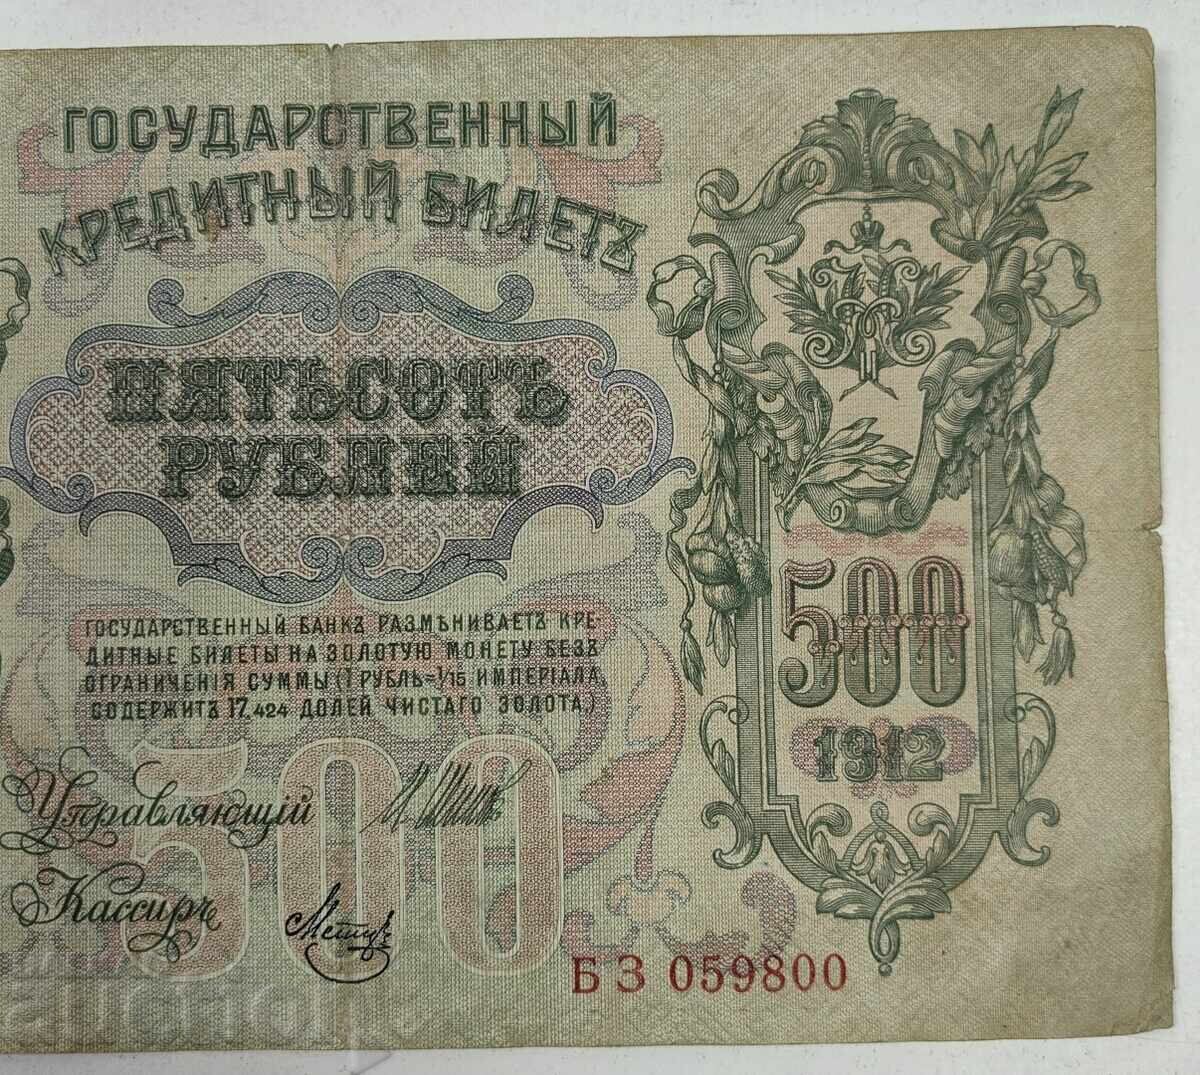 ГОСУДАРСТВЕННЫЙ
КРЕДИТНЫЙ БИЛЕТЪ
ПЯТЬСОТЪ
РУБЛЕЙ
ГОСУДАРСТВЕННЫЙ БАНКЪ РАЗМѢНИВАЕТЪ КРЕ-
ДИТНЫЕ БИЛЕТЫ НА ЗОЛОТУЮ МОНЕТУ БЕЗЪ
ОГРАНИЧЕНІЯ СУММЫ (1 РУБЛЬ=1/15 ИМПЕРІАЛА,
СОДЕРЖИТЪ 17,424 ДОЛЕЙ ЧИСТАГО ЗОЛОТА.)
500
Управляющій
Кассиръ
500
1912
БЗ 059800